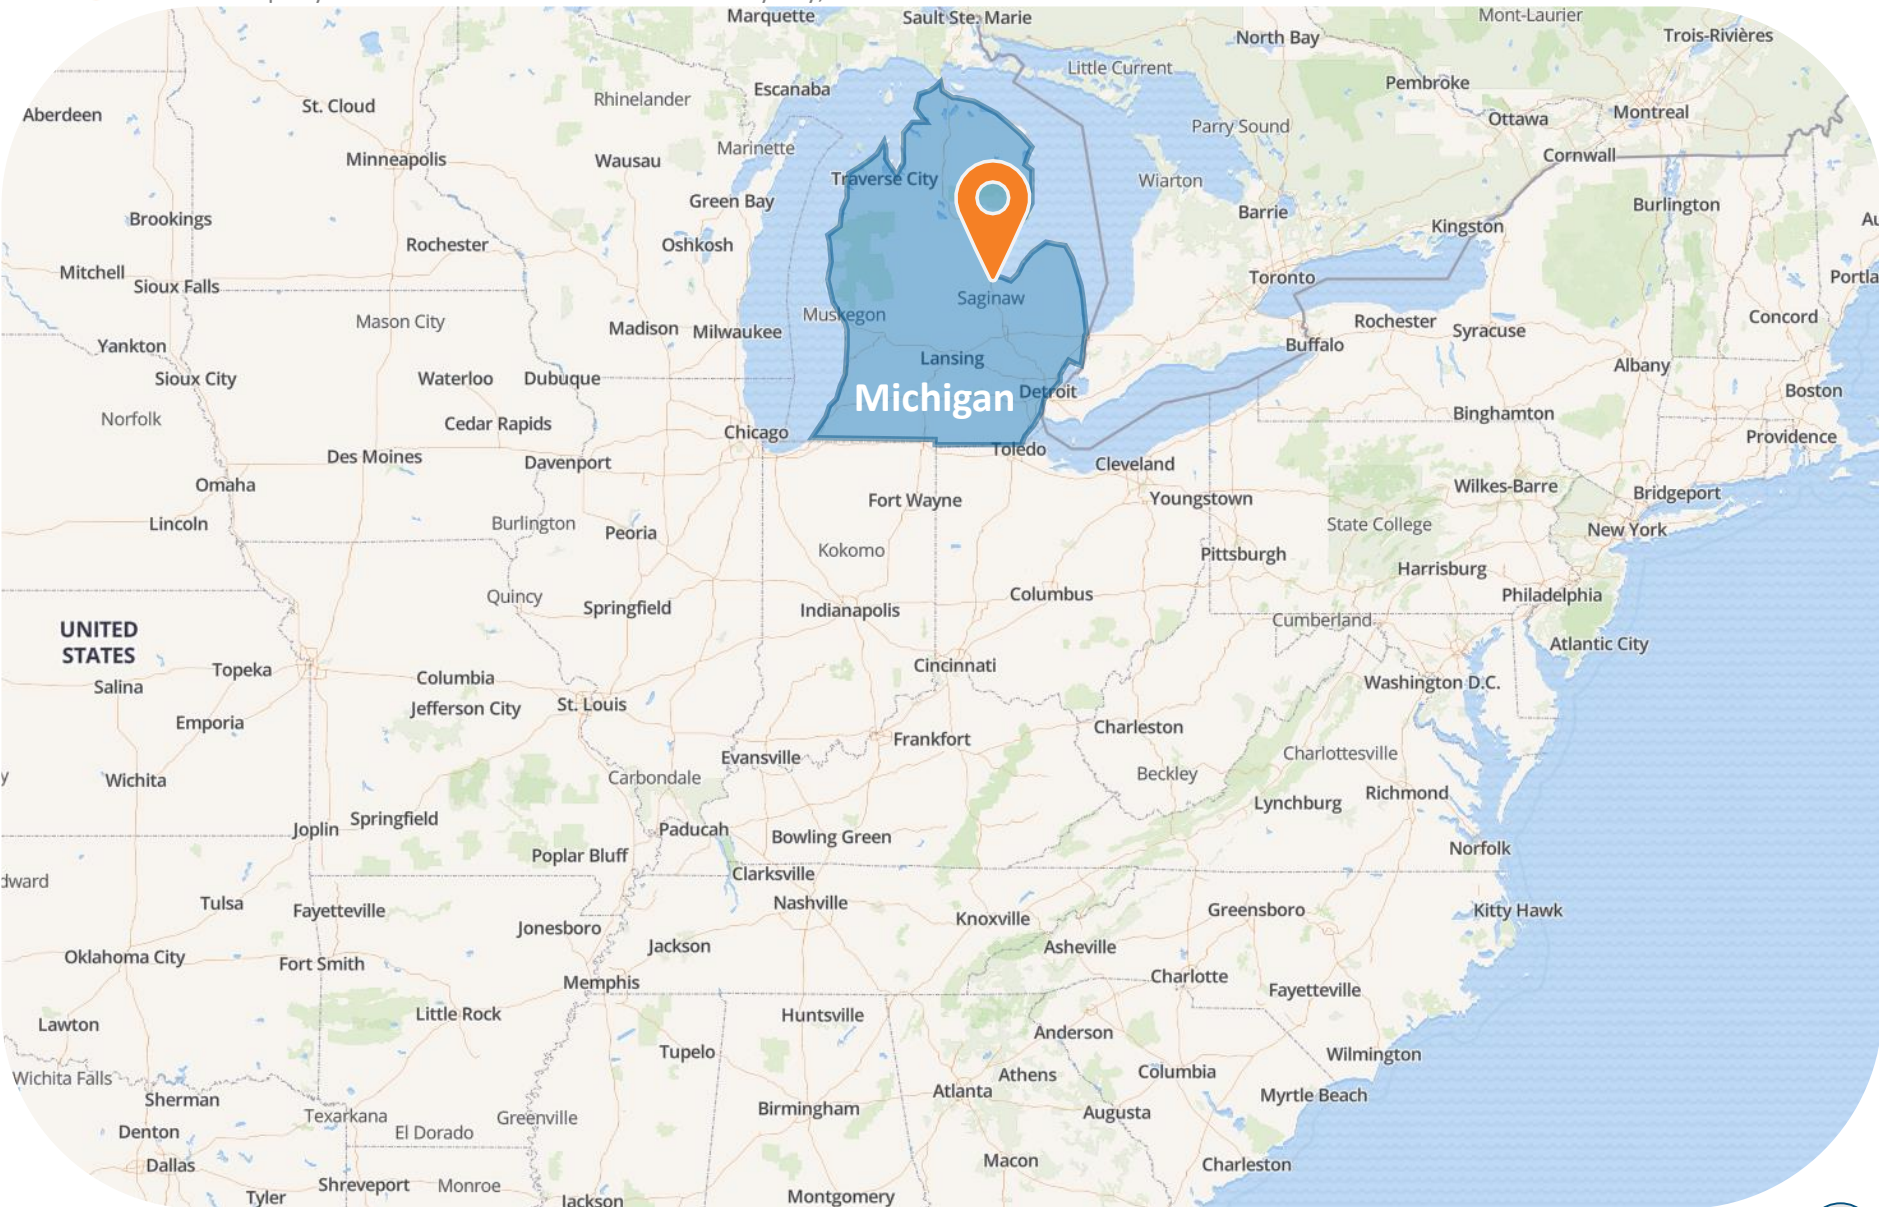 Marquette
Sault Ste. Marie
Mont-Laurier
North Bay
Trois-Rivières
Little Current
Pembroke
Escanaba
Rhinelander
St. Cloud
Aberdeen
Montreal
Ottawa
Parry Sound
Marinette
Cornwall
Minneapolis
Wausau
Traverse City
Wiarton
Green Bay
Burlington
Barrie
Brookings
Kingston
Rochester
Oshkosh
Mitchell
Sioux Falls
Toronto
Portla
Saginaw
Muskegon
Mason City
Madison
Milwaukee
Rochester
Syracuse
Concord
Yankton
Buffalo
Lansing
Albany
Sioux City
Waterloo
Dubuque
Michigan
Detroit
Boston
Norfolk
Cedar Rapids
Binghamton
Chicago
Providence
Toledo
Des Moines
Davenport
Cleveland
Omaha
Fort Wayne
Youngstown
Wilkes-Barre
Bridgeport
Lincoln
Burlington
Peoria
State College
New York
Kokomo
Pittsburgh
Harrisburg
Quincy
Springfield
Indianapolis
Columbus
Philadelphia
Cumberland
UNITED
STATES
Atlantic City
Topeka
Columbia
Cincinnati
Salina
Washington D.C.
Jefferson City
St. Louis
Emporia
Frankfort
Charleston
Evansville
Charlottesville
Wichita
Carbondale
Beckley
Lynchburg
Richmond
Joplin
Springfield
Paducah
Bowling Green
Poplar Bluff
Norfolk
Clarksville
dward
Tulsa
Fayetteville
Nashville
Knoxville
Greensboro
Kitty Hawk
Jonesboro
Jackson
Asheville
Oklahoma City
Fort Smith
Memphis
Charlotte
Fayetteville
Lawton
Little Rock
Huntsville
Anderson
Tupelo
Wilmington
Wichita Falls
Athens
Columbia
Sherman
Atlanta
Myrtle Beach
Texarkana
Greenville
Birmingham
Augusta
Denton
El Dorado
Dallas
Macon
Charleston
Shreveport
Monroe
Tyler
Jackson
Montgomery